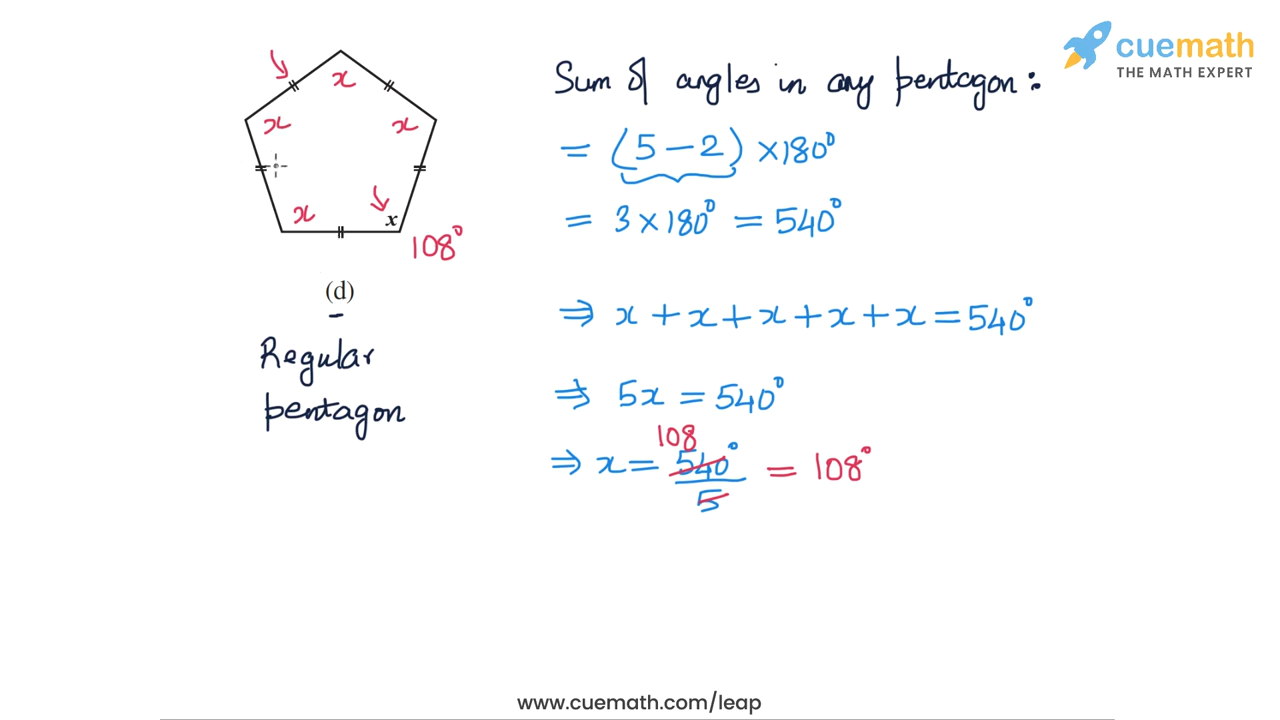 cuemath
THE MATH EXPERT
x
x
x
x
x
108°
(d)
Regular
pentagon
Sum of angles in any pentagon:
= (5 - 2) × 180°
= 3 × 180° = 540°
⇒ x + x + x + x + x = 540°
⇒ 5x = 540°
108
⇒ x = 540°/5 = 108°
www.cuemath.com/leap